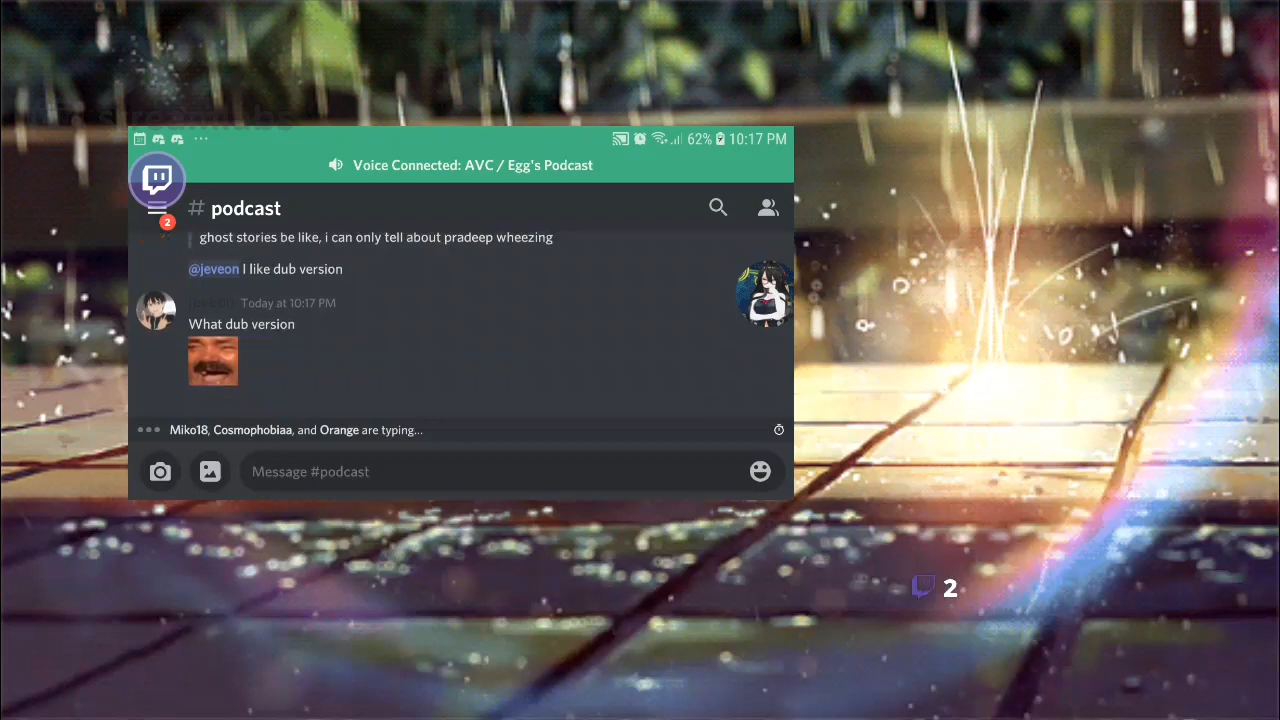 62% 10:17 PM
Voice Connected: AVC / Egg's Podcast
# podcast
2
ghost stories be like, i can only tell about pradeep wheezing
@jeveon I like dub version
Today at 10:17 PM
What dub version
Miko18, Cosmophobiaa, and Orange are typing...
Message #podcast
2